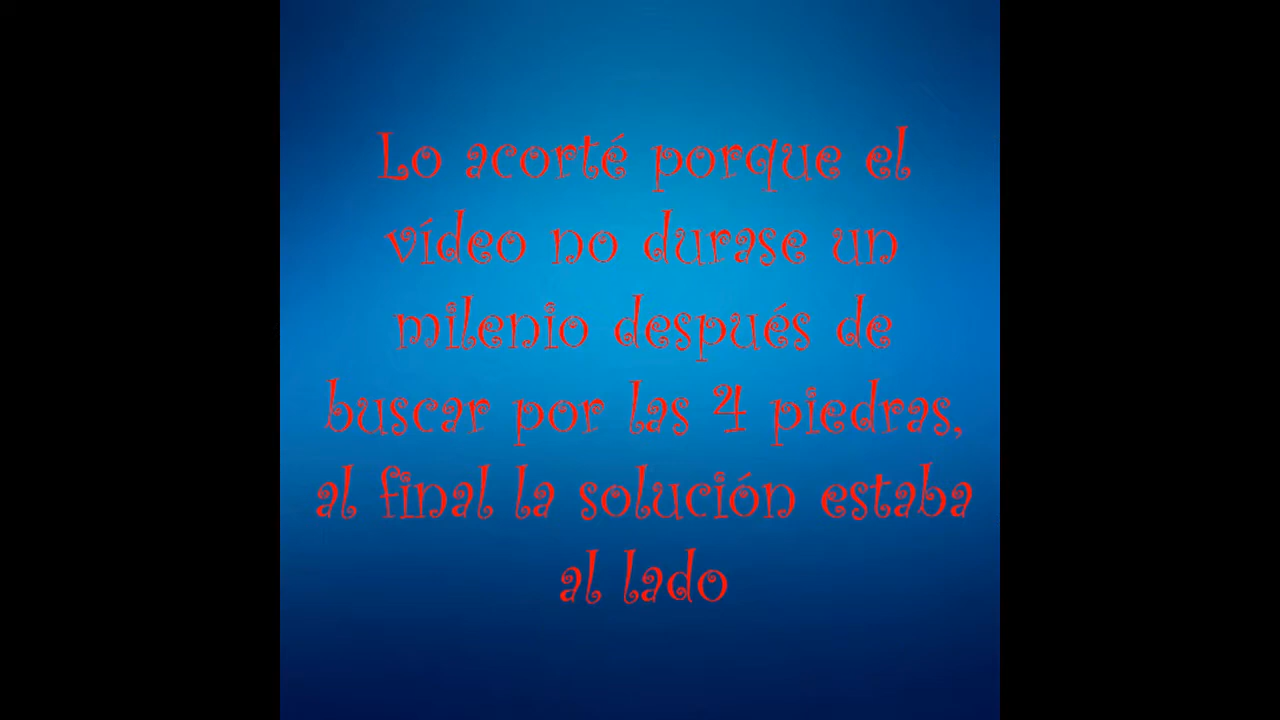 Lo acorté porque el
vídeo no durase un
milenio después de
buscar por las 4 piedras,
al final la solución estaba
al lado